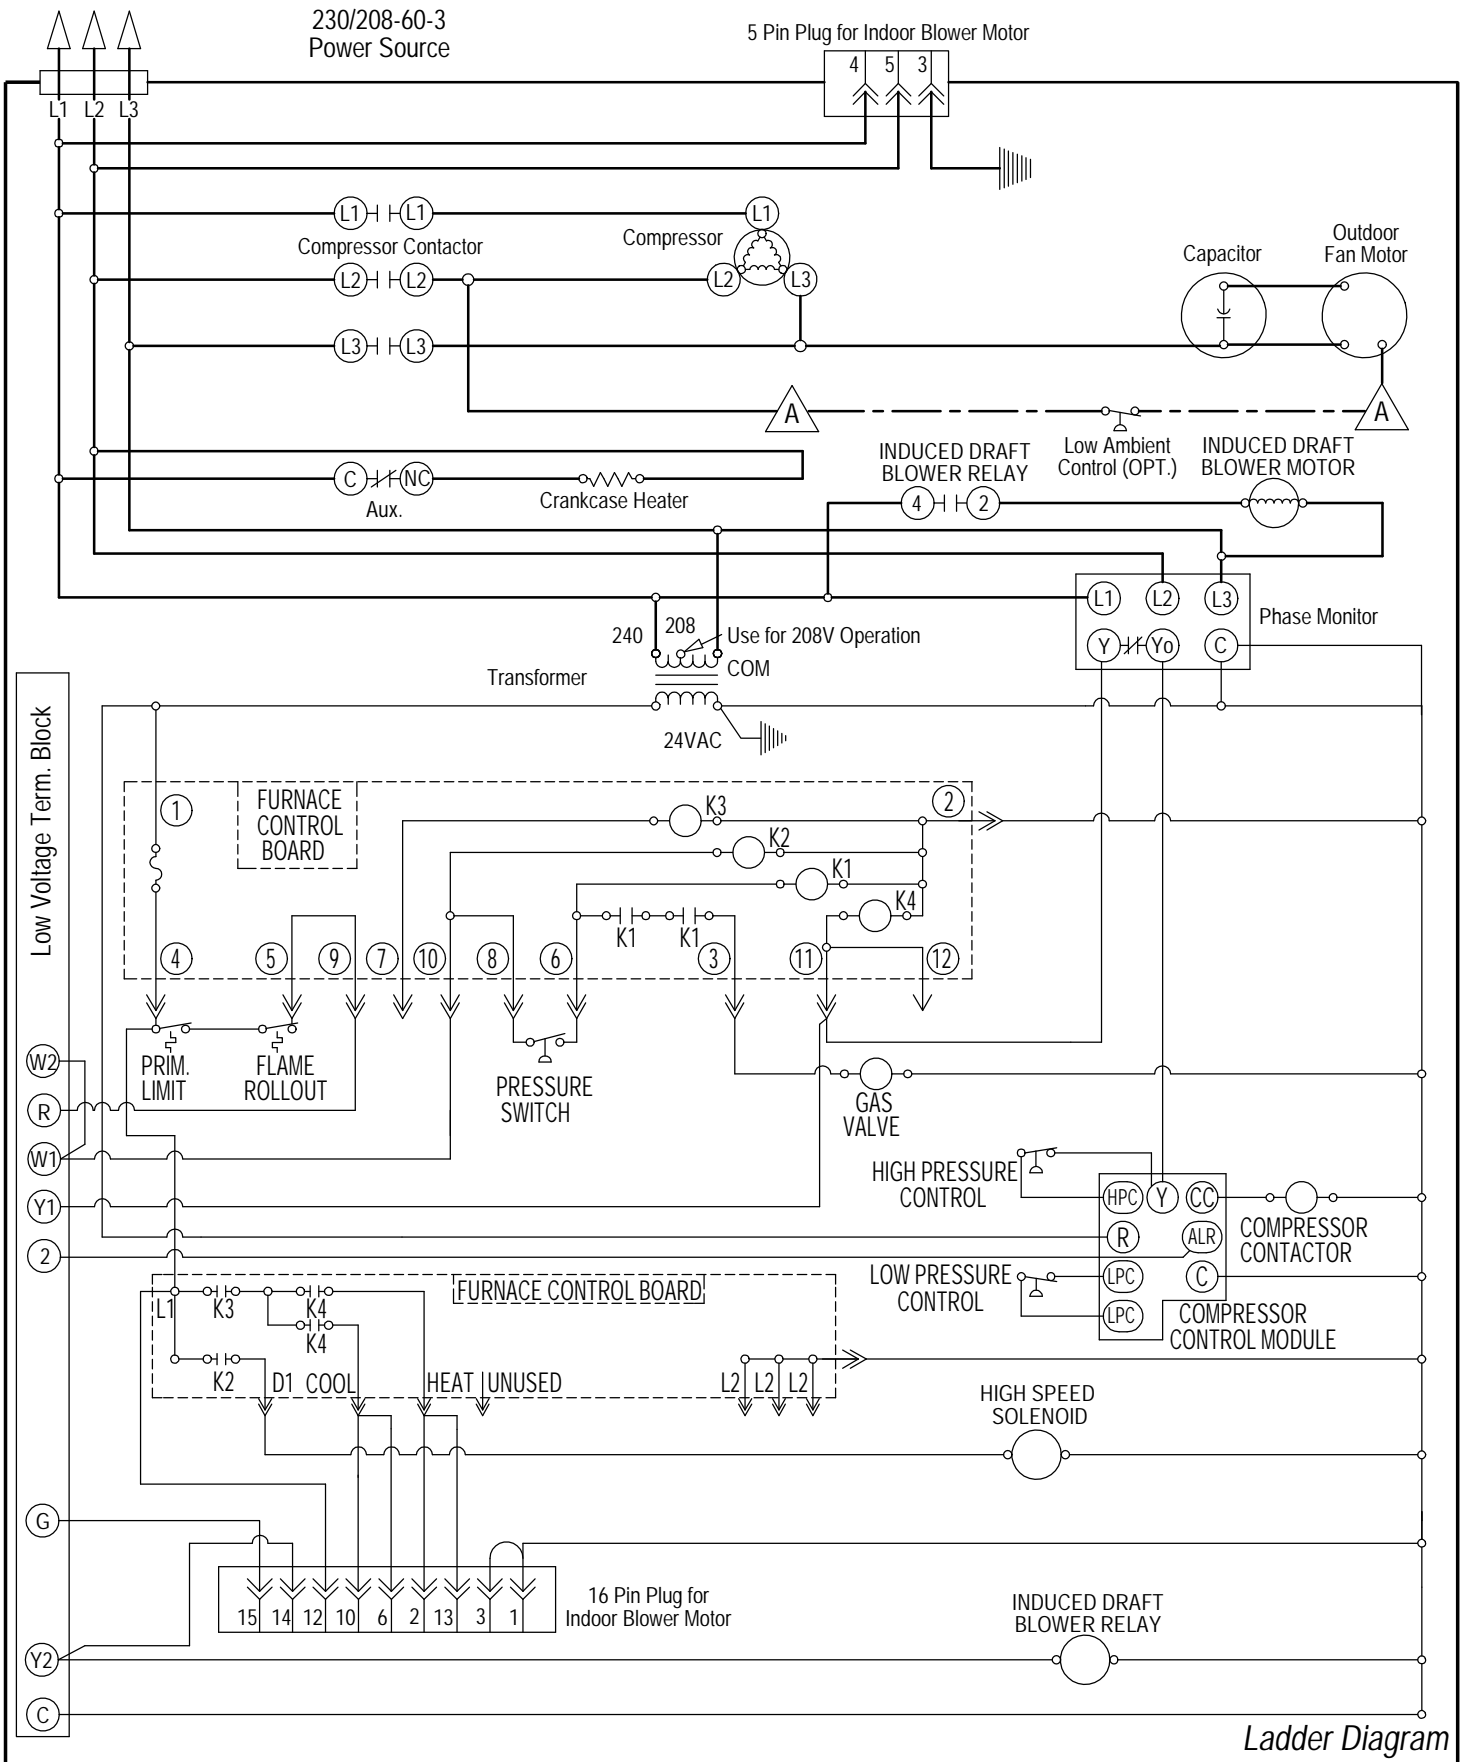 230/208-60-3
Power Source
5 Pin Plug for Indoor Blower Motor
4 5 3
L1 L2 L3
L1 L1
L1
Compressor Contactor
Compressor
L2 L2
L2 L3
L3 L3
Capacitor
Outdoor
Fan Motor
A
A
Low Ambient
Control (OPT.)
INDUCED DRAFT
BLOWER RELAY
INDUCED DRAFT
BLOWER MOTOR
C NC
Aux.
Crankcase Heater
4 2
L1 L2 L3
Phase Monitor
Y Yo C
240 208
Use for 208V Operation
COM
Transformer
24VAC
Low Voltage Term. Block
FURNACE
CONTROL
BOARD
1
K3
2
K2
K1
K4
K1 K1
4 5 9 7 10 8 6 3 11 12
PRIM.
LIMIT
FLAME
ROLLOUT
PRESSURE
SWITCH
GAS
VALVE
W2
R
W1
Y1
2
HIGH PRESSURE
CONTROL
HPC Y CC
R ALR
LPC C
LPC
COMPRESSOR
CONTACTOR
LOW PRESSURE
CONTROL
COMPRESSOR
CONTROL MODULE
FURNACE CONTROL BOARD
L1 K3 K4
K4
K2 D1 COOL HEAT UNUSED L2 L2 L2
HIGH SPEED
SOLENOID
G
15 14 12 10 6 2 13 3 1
16 Pin Plug for
Indoor Blower Motor
INDUCED DRAFT
BLOWER RELAY
Y2
C
Ladder Diagram